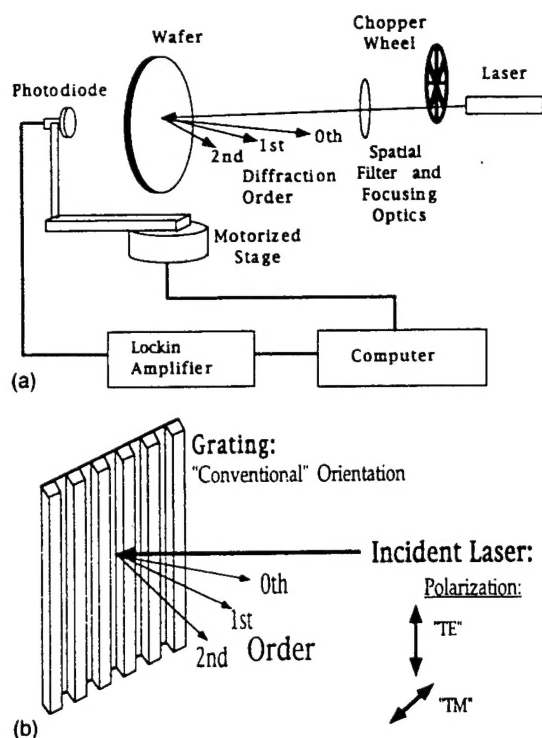 Wafer
Chopper
Wheel
Laser
Photodiode
0th
1st
2nd
Diffraction
Order
Spatial
Filter and
Focusing
Optics
Motorized
Stage
Lockin
Amplifier
Computer
(a)
Grating:
"Conventional" Orientation
Incident Laser:
0th
1st
2nd Order
Polarization:
"TE"
"TM"
(b)